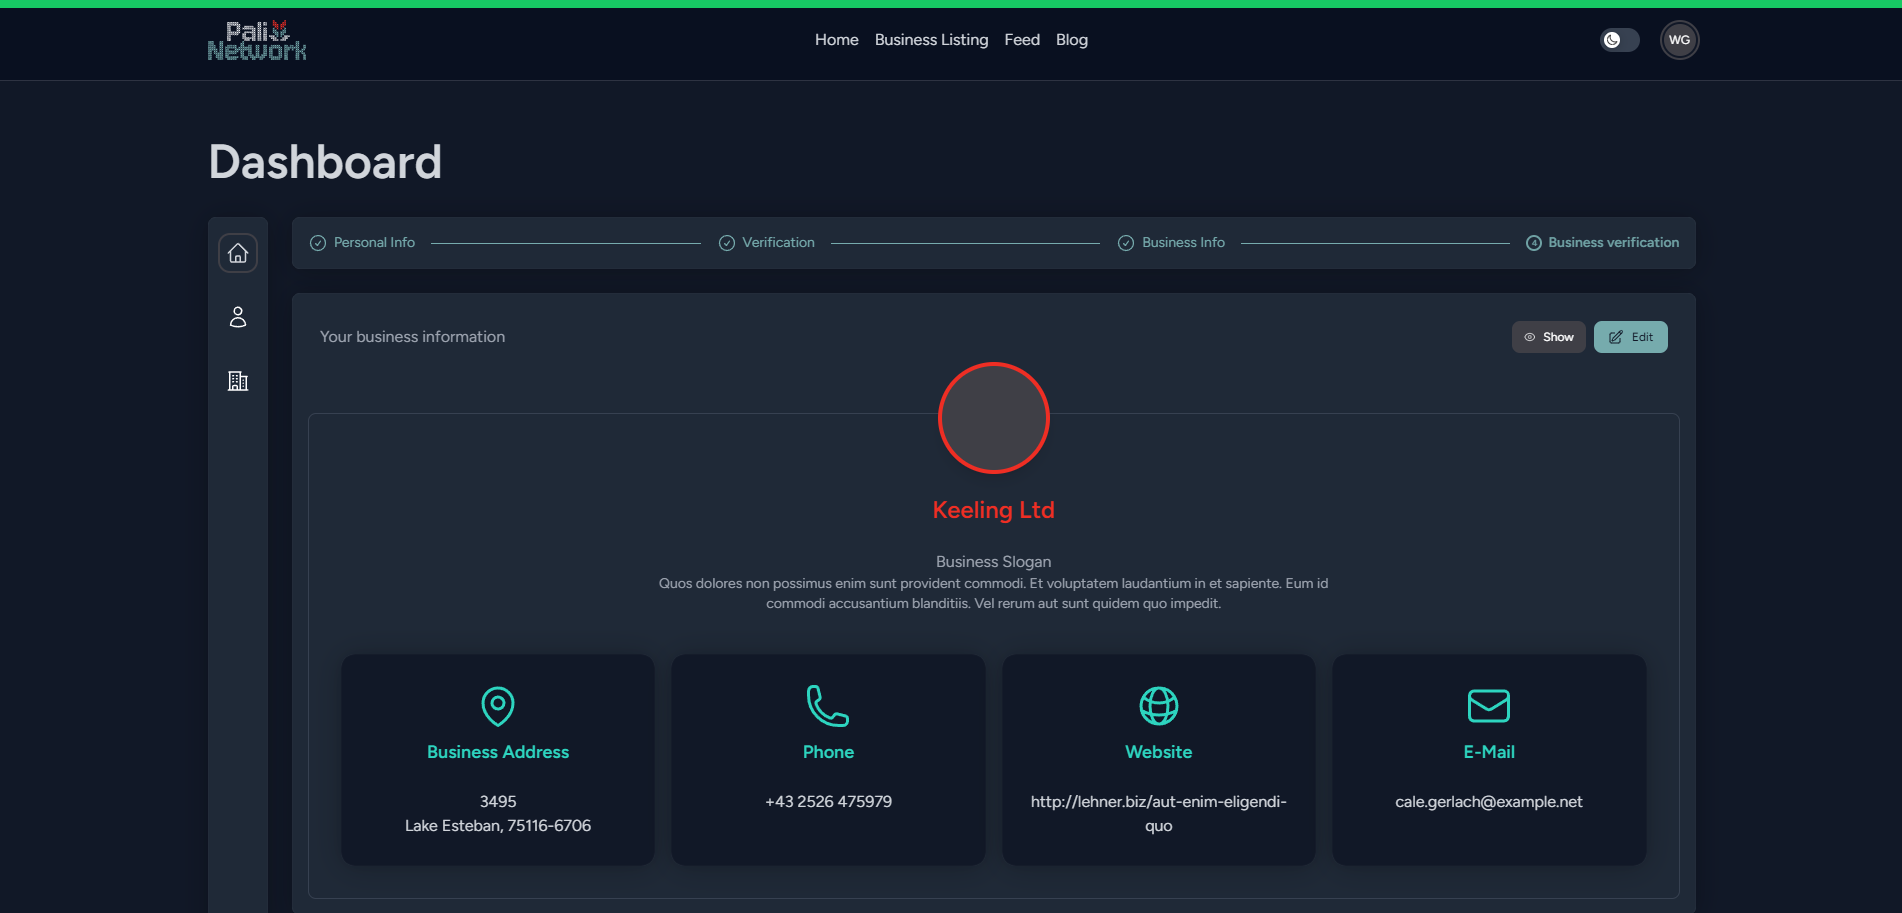 Pali
Network
Home Business Listing Feed Blog
WG
Dashboard
Personal Info
Verification
Business Info
4 Business verification
Your business information
Show
Edit
Keeling Ltd
Business Slogan
Quos dolores non possimus enim sunt provident commodi. Et voluptatem laudantium in et sapiente. Eum id
commodi accusantium blanditiis. Vel rerum aut sunt quidem quo impedit.
Business Address
3495
Lake Esteban, 75116-6706
Phone
+43 2526 475979
Website
http://lehner.biz/aut-enim-eligendi-
quo
E-Mail
cale.gerlach@example.net